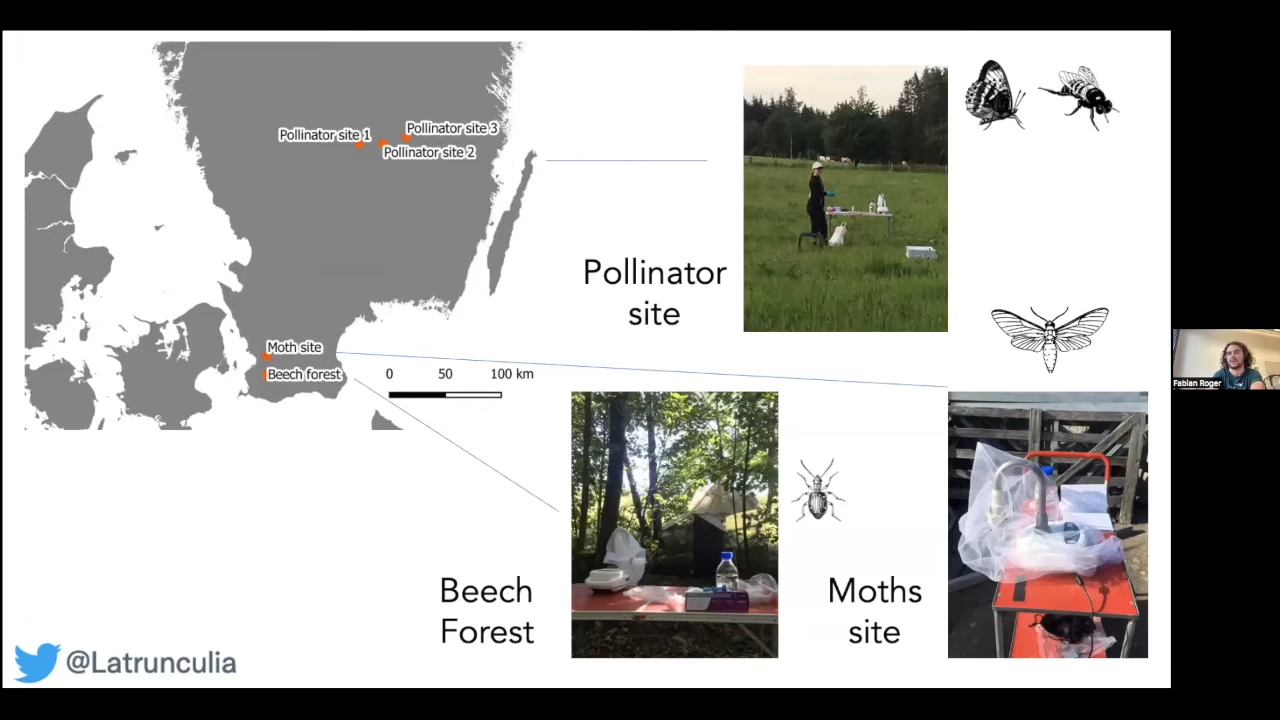 Pollinator site 1
Pollinator site 3
Pollinator site 2
Pollinator
site
Moth site
Beech forest
0 50 100 km
Fabian Roger
Beech
Forest
Moths
site
@Latrunculia